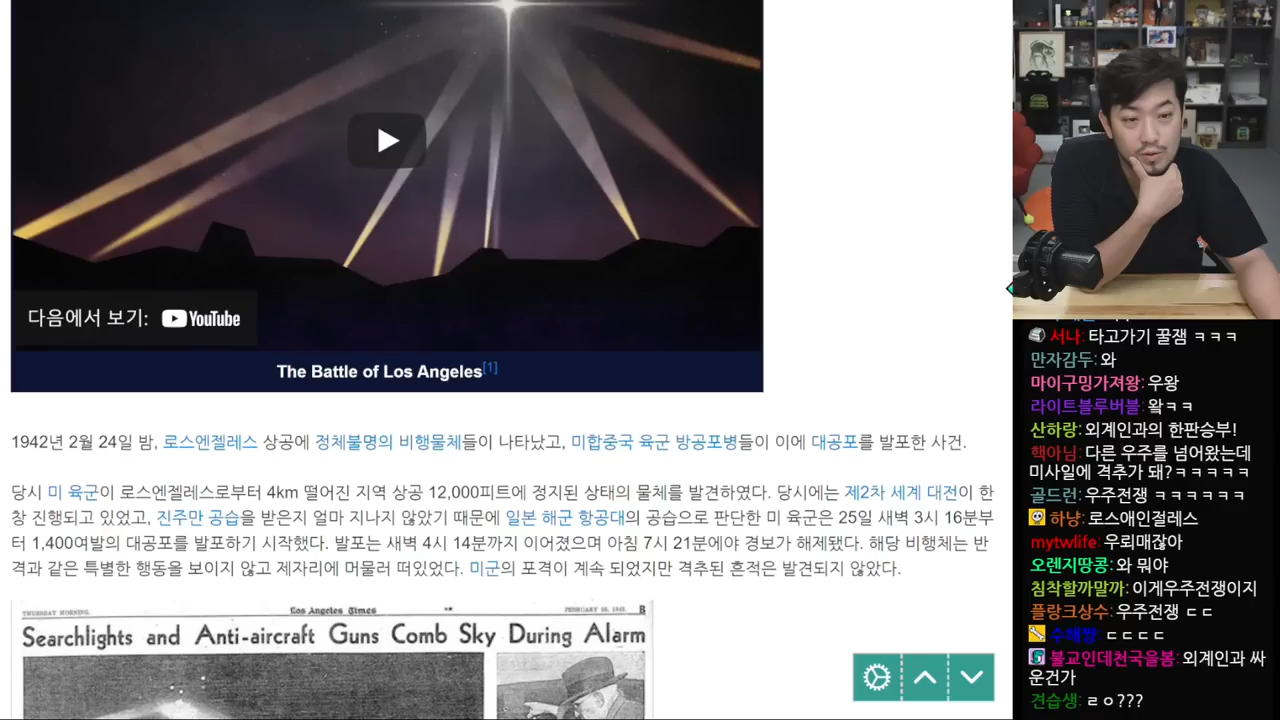 다음에서 보기: YouTube
The Battle of Los Angeles[1]
1942년 2월 24일 밤, 로스엔젤레스 상공에 정체불명의 비행물체들이 나타났고, 미합중국 육군 방공포병들이 이에 대공포를 발포한 사건.
당시 미 육군이 로스엔젤레스로부터 4km 떨어진 지역 상공 12,000피트에 정지된 상태의 물체를 발견하였다. 당시에는 제2차 세계 대전이 한
창 진행되고 있었고, 진주만 공습을 받은지 얼마 지나지 않았기 때문에 일본 해군 항공대의 공습으로 판단한 미 육군은 25일 새벽 3시 16분부
터 1,400여발의 대공포를 발포하기 시작했다. 발포는 새벽 4시 14분까지 이어졌으며 아침 7시 21분에야 경보가 해제됐다. 해당 비행체는 반
격과 같은 특별한 행동을 보이지 않고 제자리에 머물러 떠있었다. 미군의 포격이 계속 되었지만 격추된 흔적은 발견되지 않았다.
THURSDAY MORNING. Los Angeles Times FEBRUARY 26, 1942. B
Searchlights and Anti-aircraft Guns Comb Sky During Alarm
서나: 타고가기 꿀잼 ㅋㅋㅋ
만자감두: 와
마이구밍가져왕: 우왕
라이트블루버블: 왘ㅋㅋ
산하랑: 외계인과의 한판승부!
핵아님: 다른 우주를 넘어왔는데
미사일에 격추가 돼?ㅋㅋㅋㅋㅋ
골드런: 우주전쟁 ㅋㅋㅋㅋㅋㅋ
하냥: 로스애인절레스
mytwlife: 우뢰매잖아
오렌지땅콩: 와 뭐야
침착할까말까: 이게우주전쟁이지
플랑크상수: 우주전쟁 ㄷㄷ
수해짱: ㄷㄷㄷㄷ
불교인데천국을봄: 외계인과 싸
운건가
견습생: ㄹㅇ???